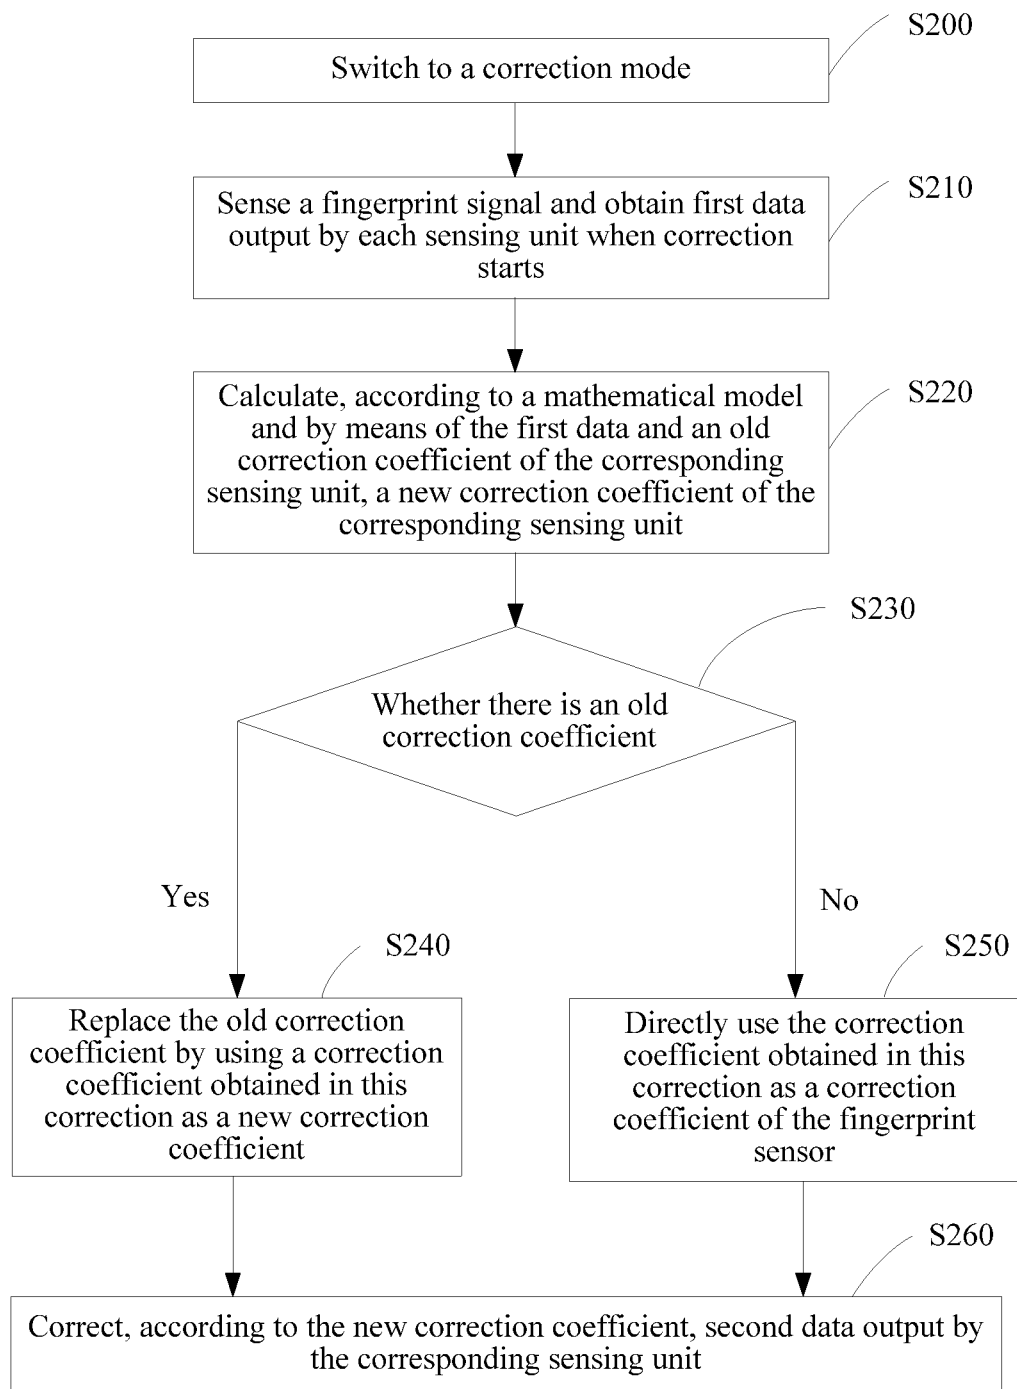 S200
Switch to a correction mode
S210
Sense a fingerprint signal and obtain first data
output by each sensing unit when correction
starts
S220
Calculate, according to a mathematical model
and by means of the first data and an old
correction coefficient of the corresponding
sensing unit, a new correction coefficient of the
corresponding sensing unit
S230
Whether there is an old
correction coefficient
Yes
No
S240
S250
Replace the old correction
coefficient by using a correction
coefficient obtained in this
correction as a new correction
coefficient
Directly use the correction
coefficient obtained in this
correction as a correction
coefficient of the fingerprint
sensor
S260
Correct, according to the new correction coefficient, second data output by
the corresponding sensing unit